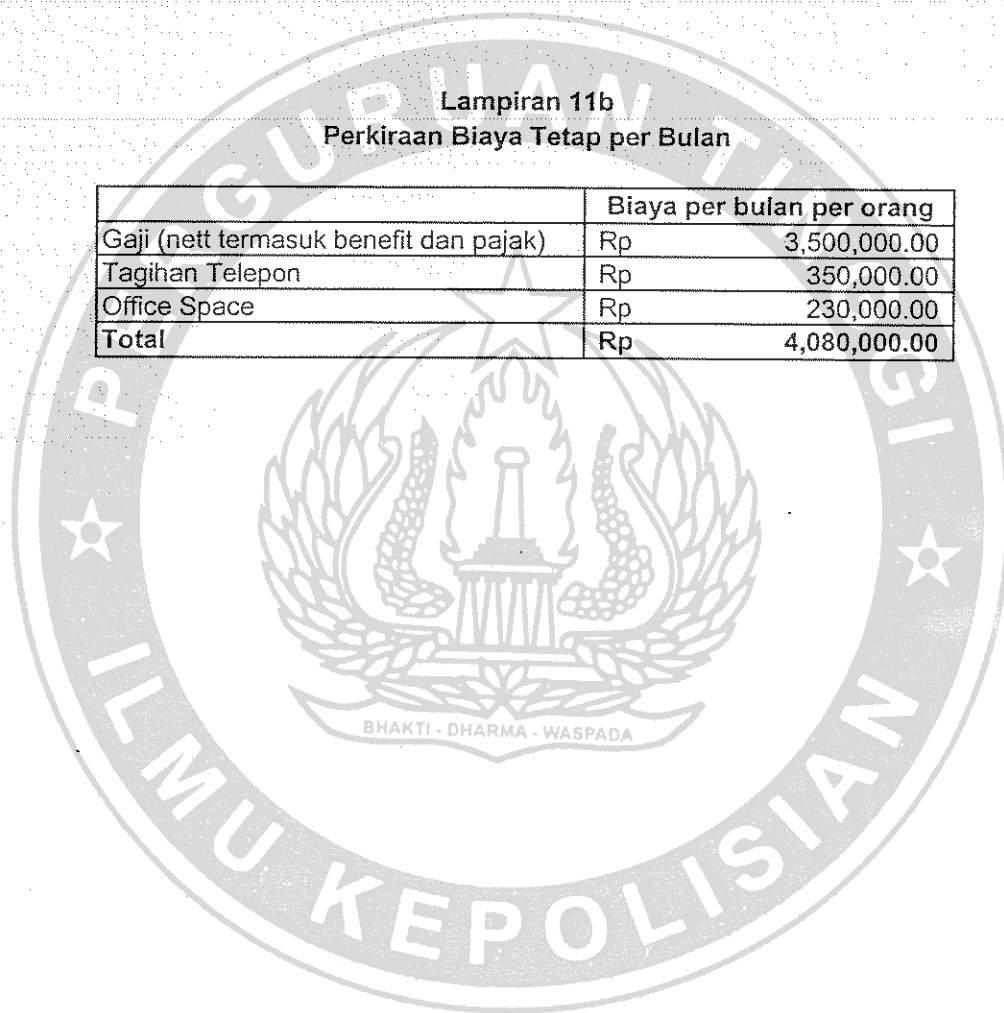 Lampiran 11b
Perkiraan Biaya Tetap per Bulan
Biaya per bulan per orang
Gaji (nett termasuk benefit dan pajak) Rp 3,500,000.00
Tagihan Telepon Rp 350,000.00
Office Space Rp 230,000.00
Total Rp 4,080,000.00
PERGURUAN TINGGI
BHAKTI - DHARMA - WASPADA
ILMU KEPOLISIAN